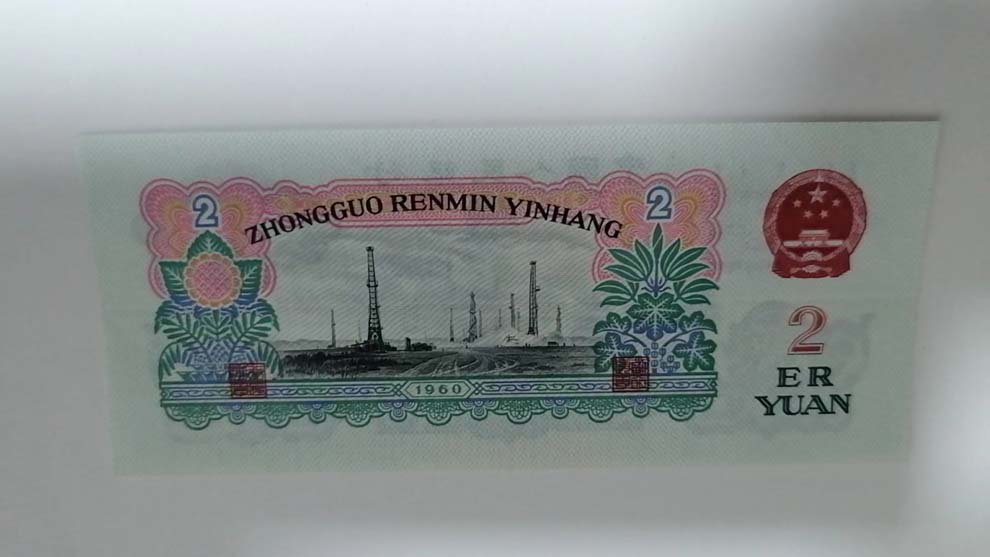 2
ZHONGGUO RENMIN YINHANG
2
1960
2
ER
YUAN